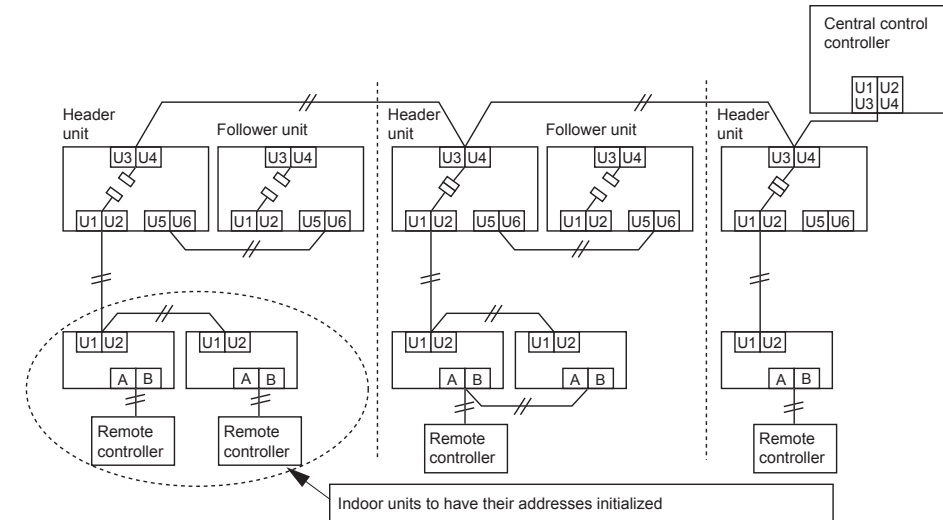 Central control
controller
U1 U2
U3 U4
Header
unit
Follower unit
Header
unit
Follower unit
Header
unit
U3 U4
U3 U4
U3 U4
U3 U4
U3 U4
U1 U2
U5 U6
U1 U2
U5 U6
U1 U2
U5 U6
U1 U2
U5 U6
U1 U2
U5 U6
U1 U2
U1 U2
U1 U2
U1 U2
U1 U2
A B
A B
A B
A B
A B
Remote
controller
Remote
controller
Remote
controller
Remote
controller
Indoor units to have their addresses initialized